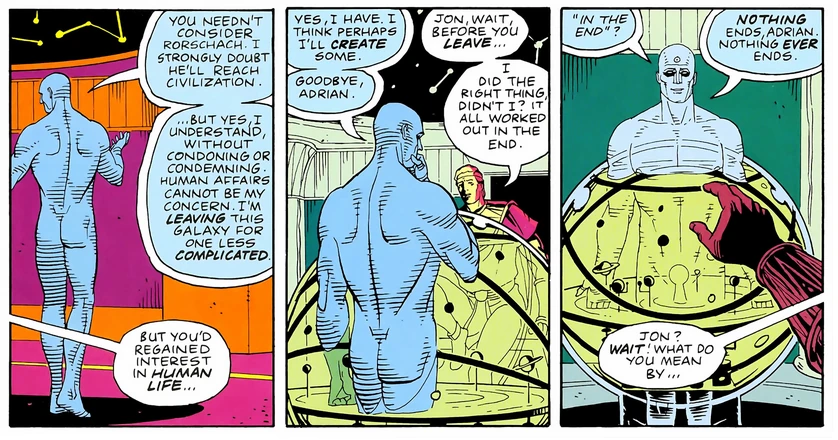 YOU NEEDN'T
CONSIDER
RORSCHACH. I
STRONGLY DOUBT
HE'LL REACH
CIVILIZATION.
...BUT YES, I
UNDERSTAND,
WITHOUT
CONDONING OR
CONDEMNING.
HUMAN AFFAIRS
CANNOT BE MY
CONCERN. I'M
LEAVING THIS
GALAXY FOR
ONE LESS
COMPLICATED.
BUT YOU'D
REGAINED
INTEREST
IN HUMAN
LIFE...
YES, I HAVE. I
THINK PERHAPS
I'LL CREATE
SOME.
GOODBYE,
ADRIAN.
JON, WAIT,
BEFORE YOU
LEAVE...
I
DID THE
RIGHT THING,
DIDN'T I? IT
ALL WORKED
OUT IN THE
END.
"IN THE
END"?
NOTHING
ENDS, ADRIAN.
NOTHING EVER
ENDS.
JON?
WAIT! WHAT DO
YOU MEAN
BY...